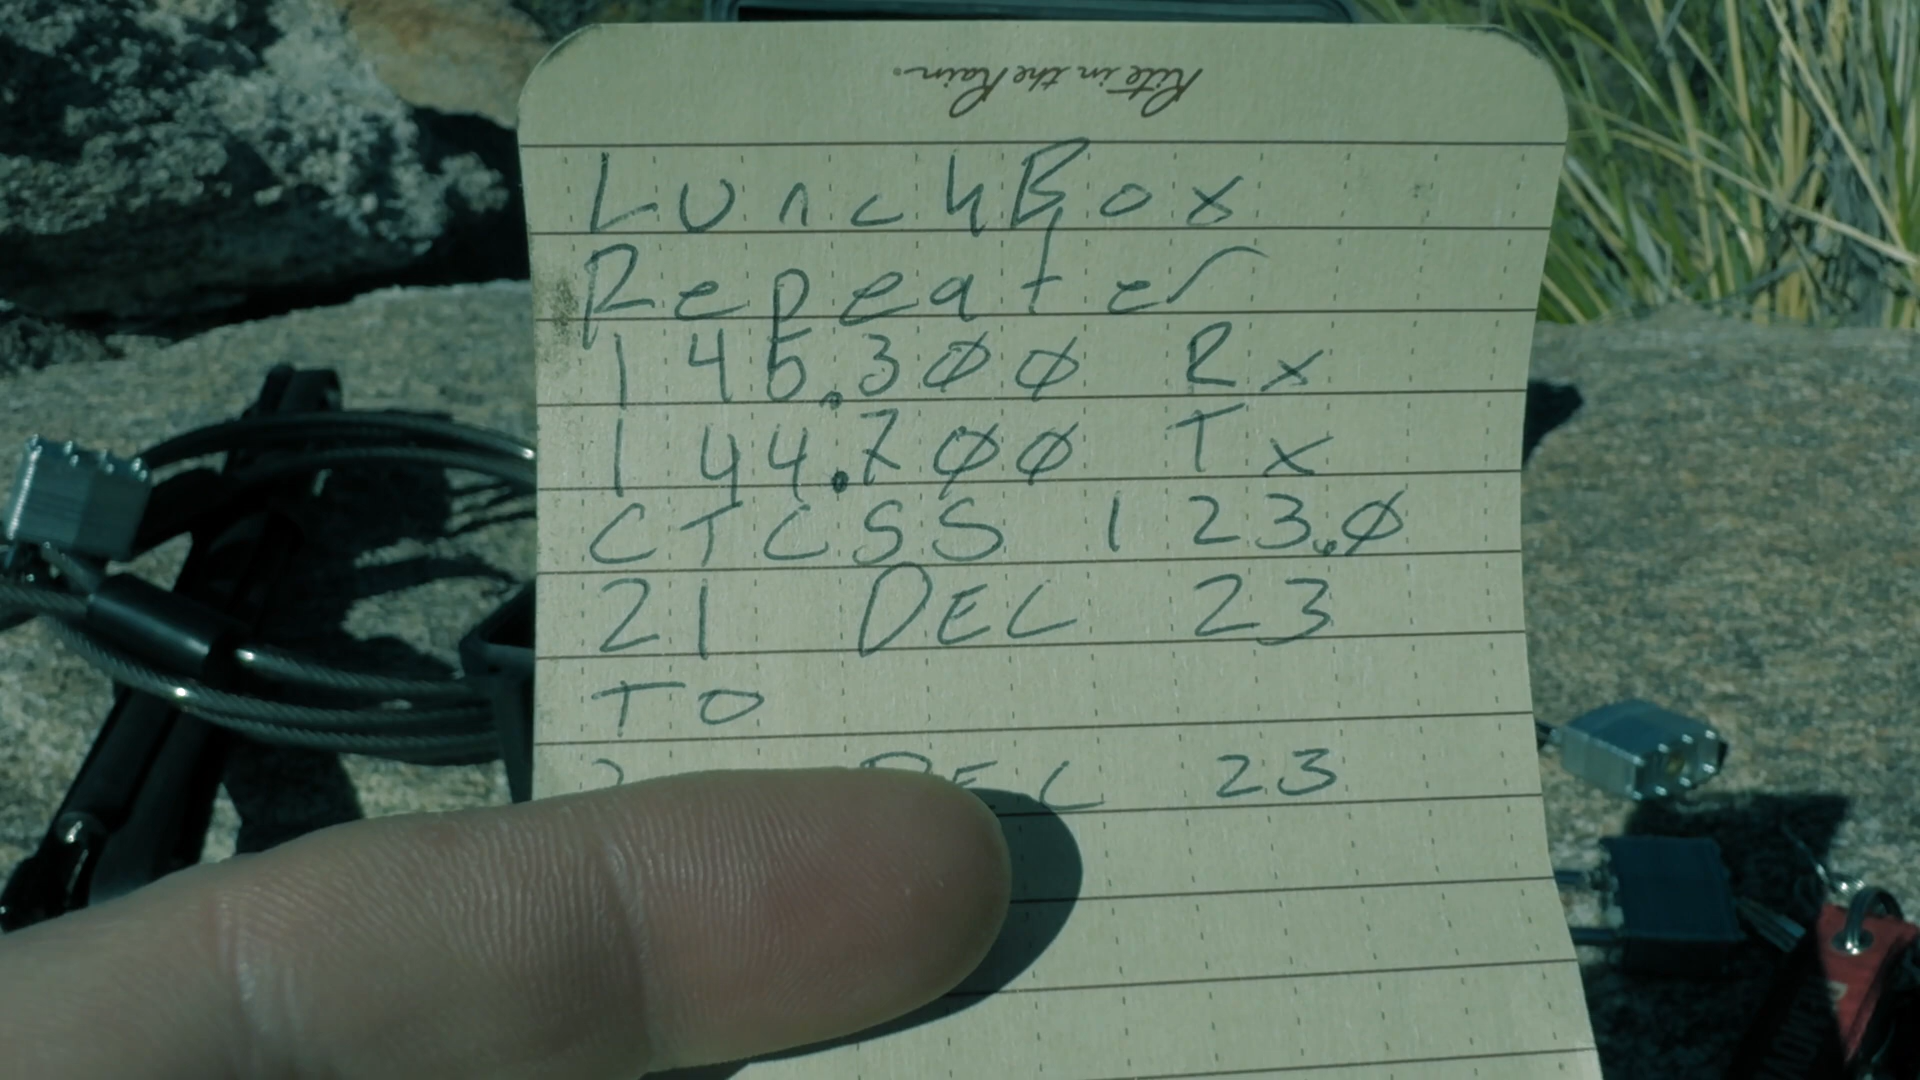 Rite in the Rain.
LunchBox
Repeater
145.300 Rx
144.700 Tx
CTCSS 123.0
21 DEC 23
TO
DEC 23